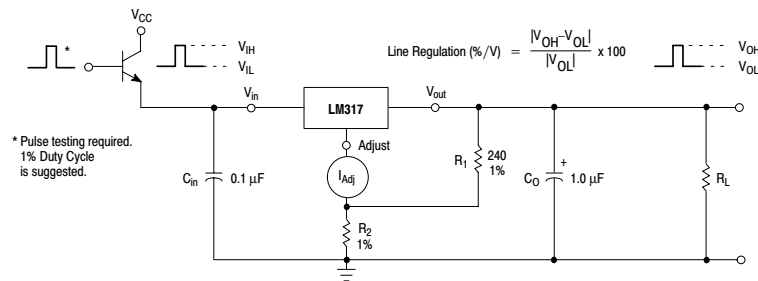 V_CC
*
V_IH
V_IL
Line Regulation (%/V) = |V_OH–V_OL| / |V_OL| x 100
V_OH
V_OL
V_in
LM317
V_out
* Pulse testing required.
1% Duty Cycle
is suggested.
Adjust
C_in 0.1 μF
I_Adj
R_1 240
1%
C_O + 1.0 μF
R_L
R_2
1%